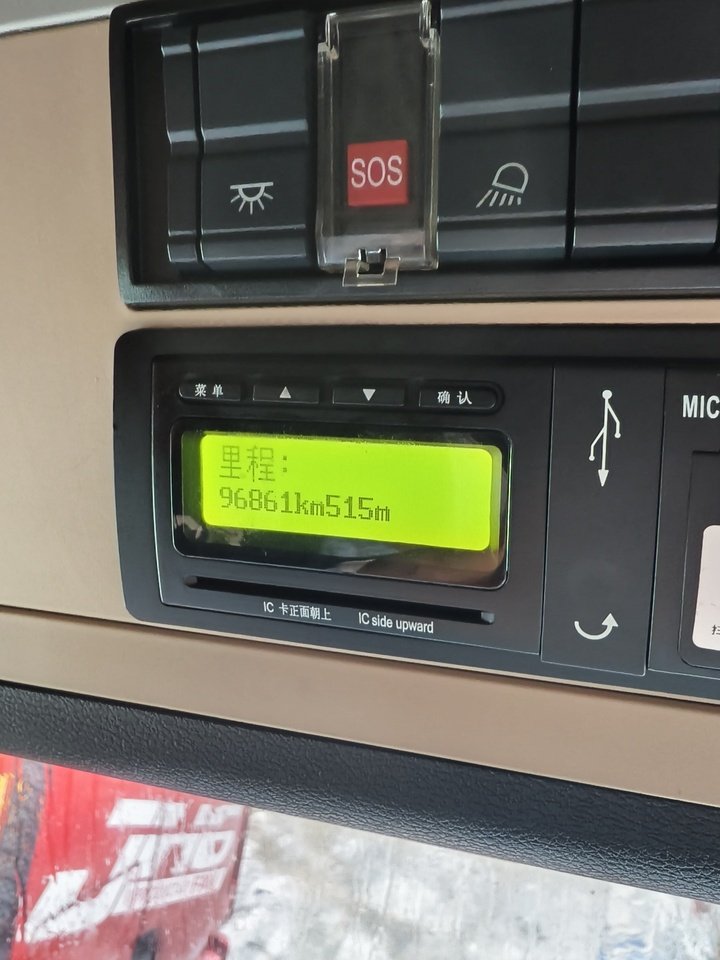 SOS
菜单 ▲ ▼ 确认
MIC
里程:
96861km515m
IC 卡正面朝上 IC side upward